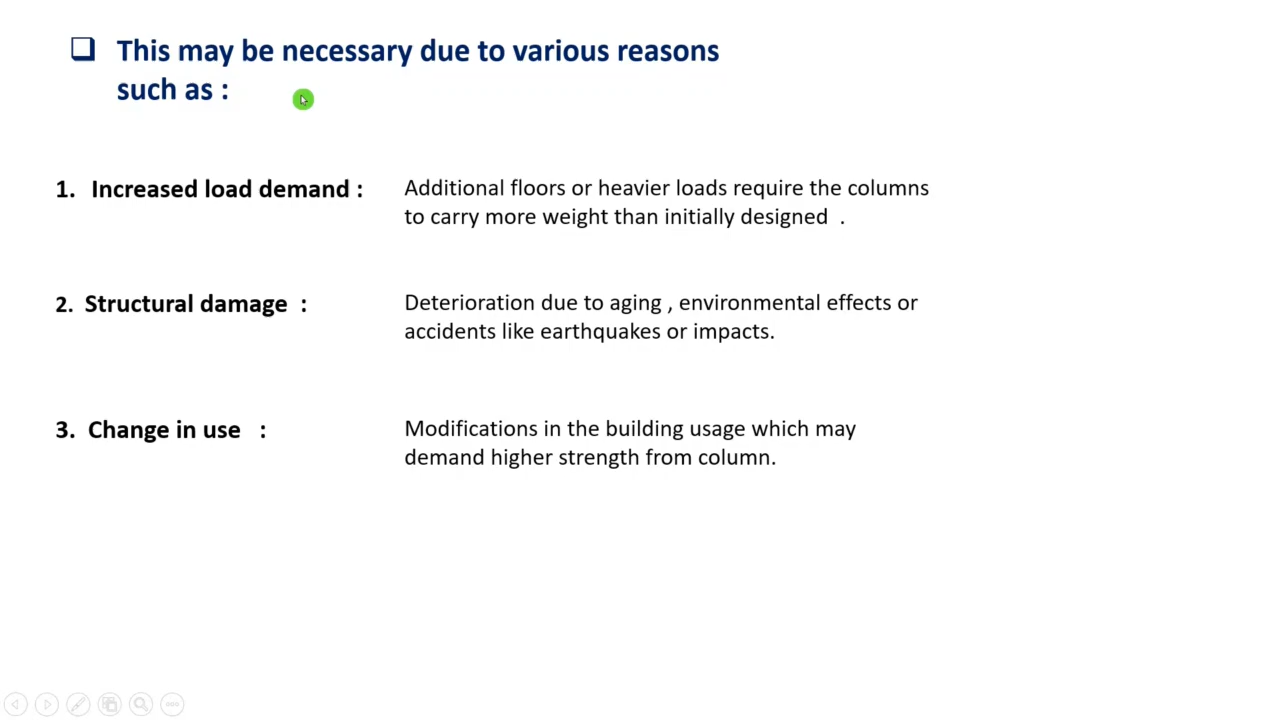 This may be necessary due to various reasons
such as :
1. Increased load demand :
Additional floors or heavier loads require the columns
to carry more weight than initially designed .
2. Structural damage :
Deterioration due to aging , environmental effects or
accidents like earthquakes or impacts.
3. Change in use :
Modifications in the building usage which may
demand higher strength from column.